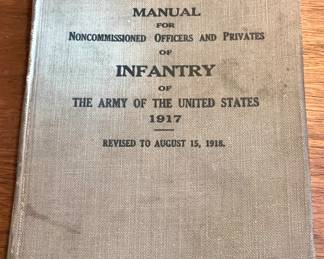 MANUAL
FOR
NONCOMMISSIONED OFFICERS AND PRIVATES
OF
INFANTRY
OF
THE ARMY OF THE UNITED STATES
1917
REVISED TO AUGUST 15, 1918.